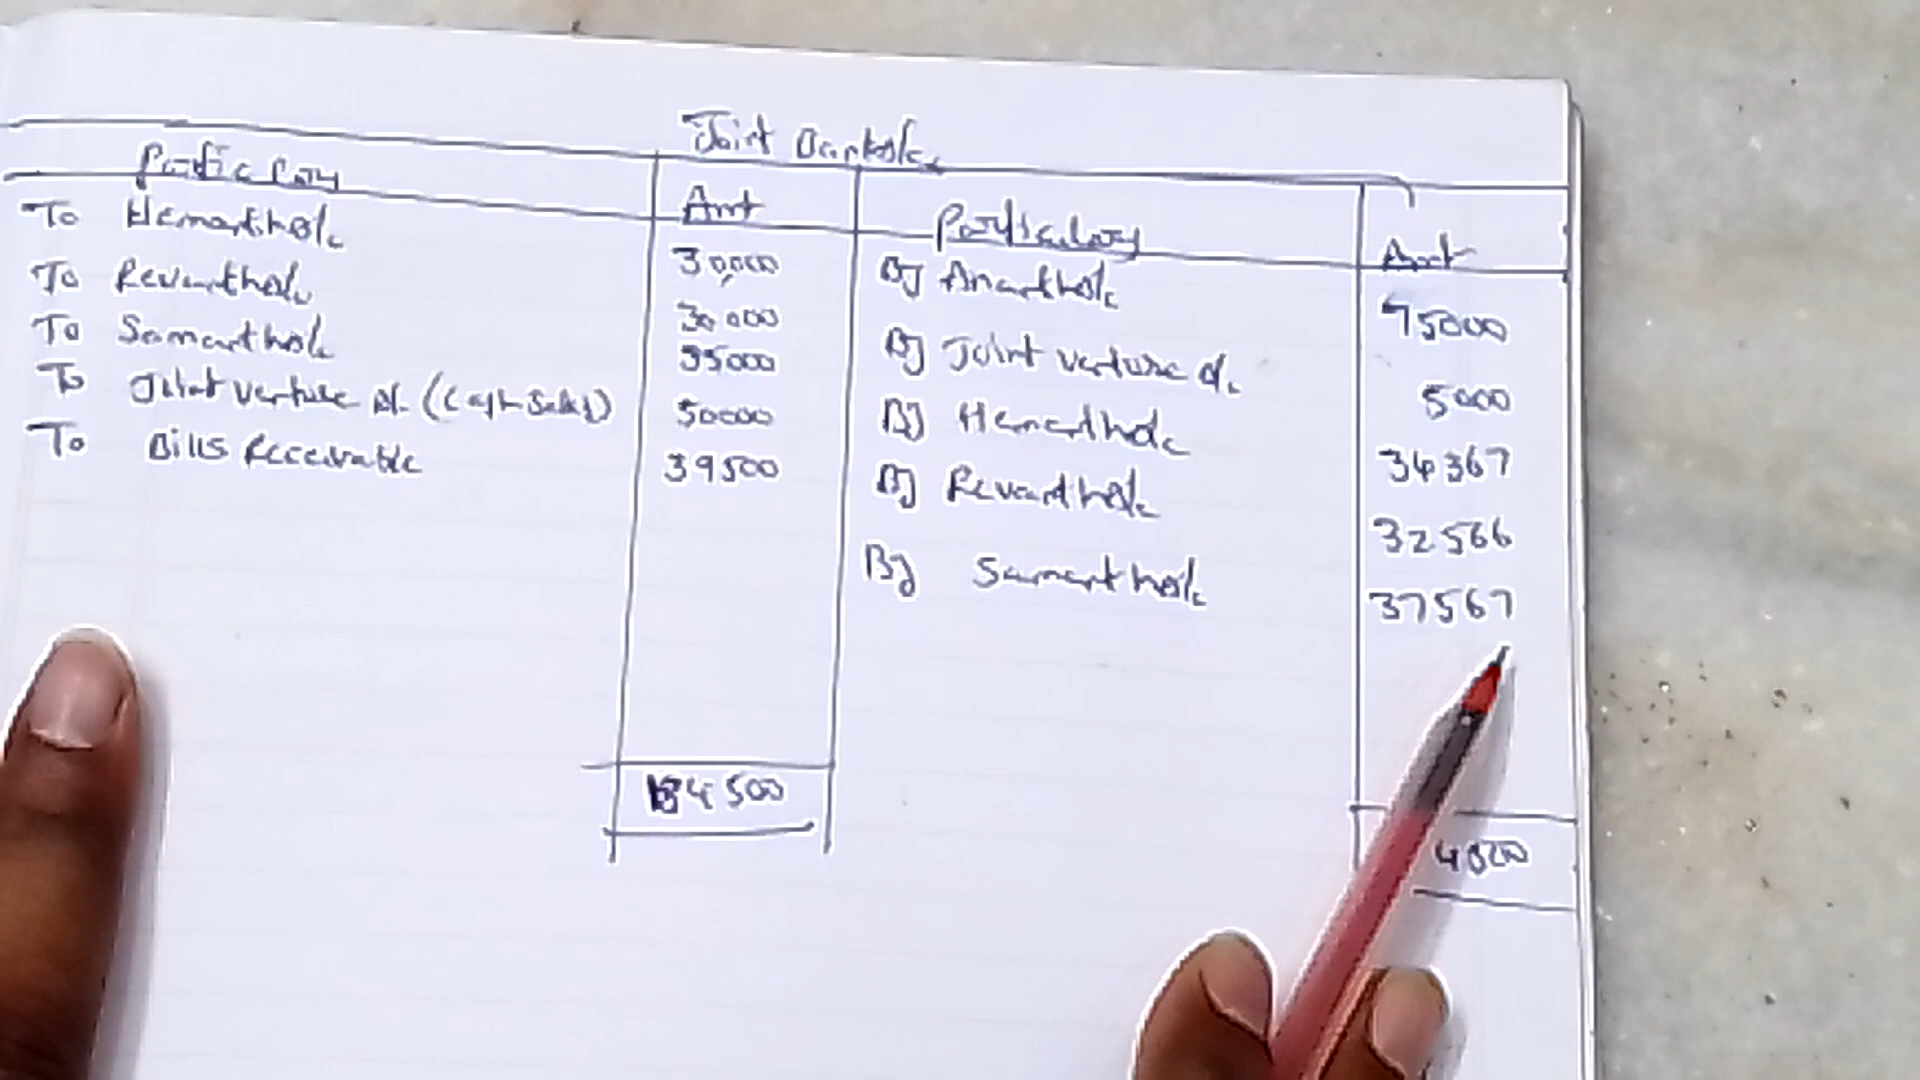 Joint Bank a/c
Particulars Amt Particulars Amt
To Hemanth a/c 30,000 By Ananth a/c 75000
To Revanth a/c 30000 By Joint venture a/c 5000
To Samanth a/c 35000 By Hemanth a/c 34367
To Joint venture a/c (Cash Sales) 50000 By Revanth a/c 32566
To Bills Receivable 39500 By Samanth a/c 37567
184500